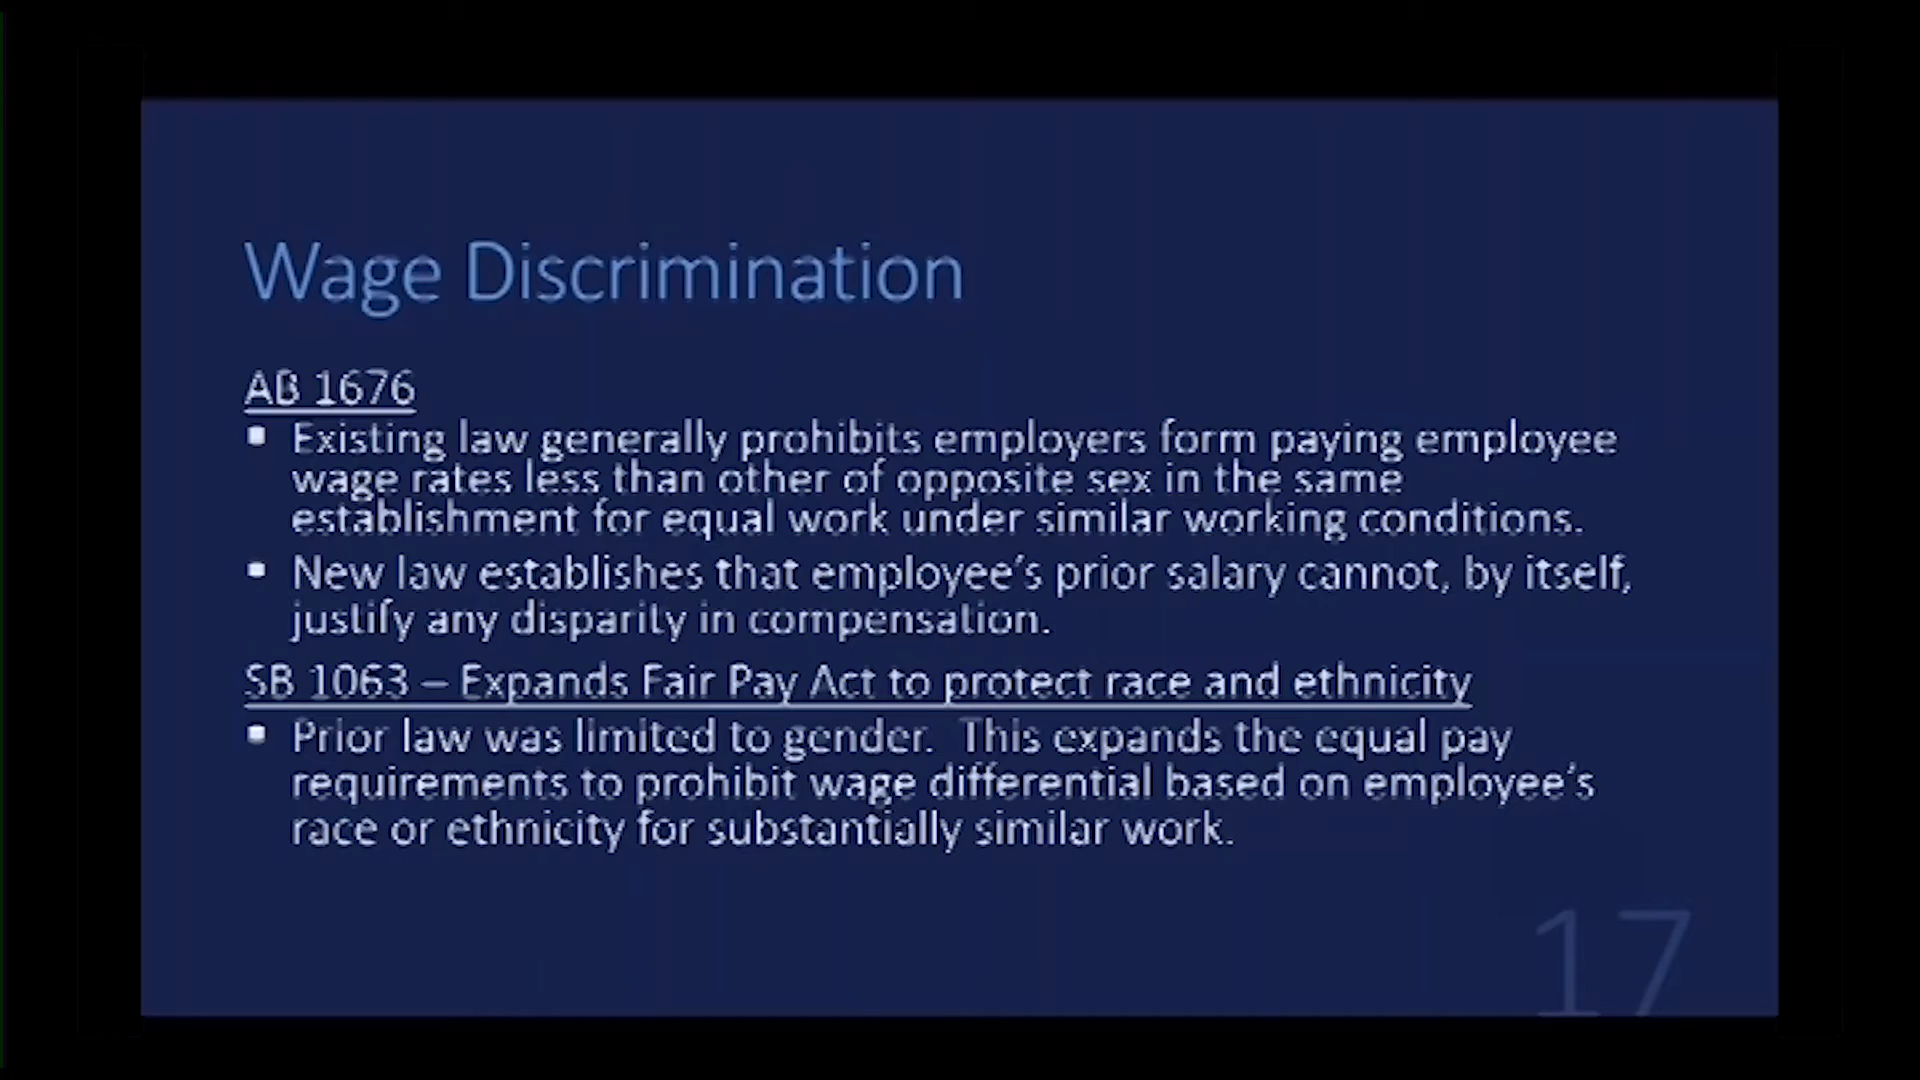 Wage Discrimination
AB 1676
▪ Existing law generally prohibits employers form paying employee
wage rates less than other of opposite sex in the same
establishment for equal work under similar working conditions.
▪ New law establishes that employee's prior salary cannot, by itself,
justify any disparity in compensation.
SB 1063 – Expands Fair Pay Act to protect race and ethnicity
▪ Prior law was limited to gender.  This expands the equal pay
requirements to prohibit wage differential based on employee's
race or ethnicity for substantially similar work.
17